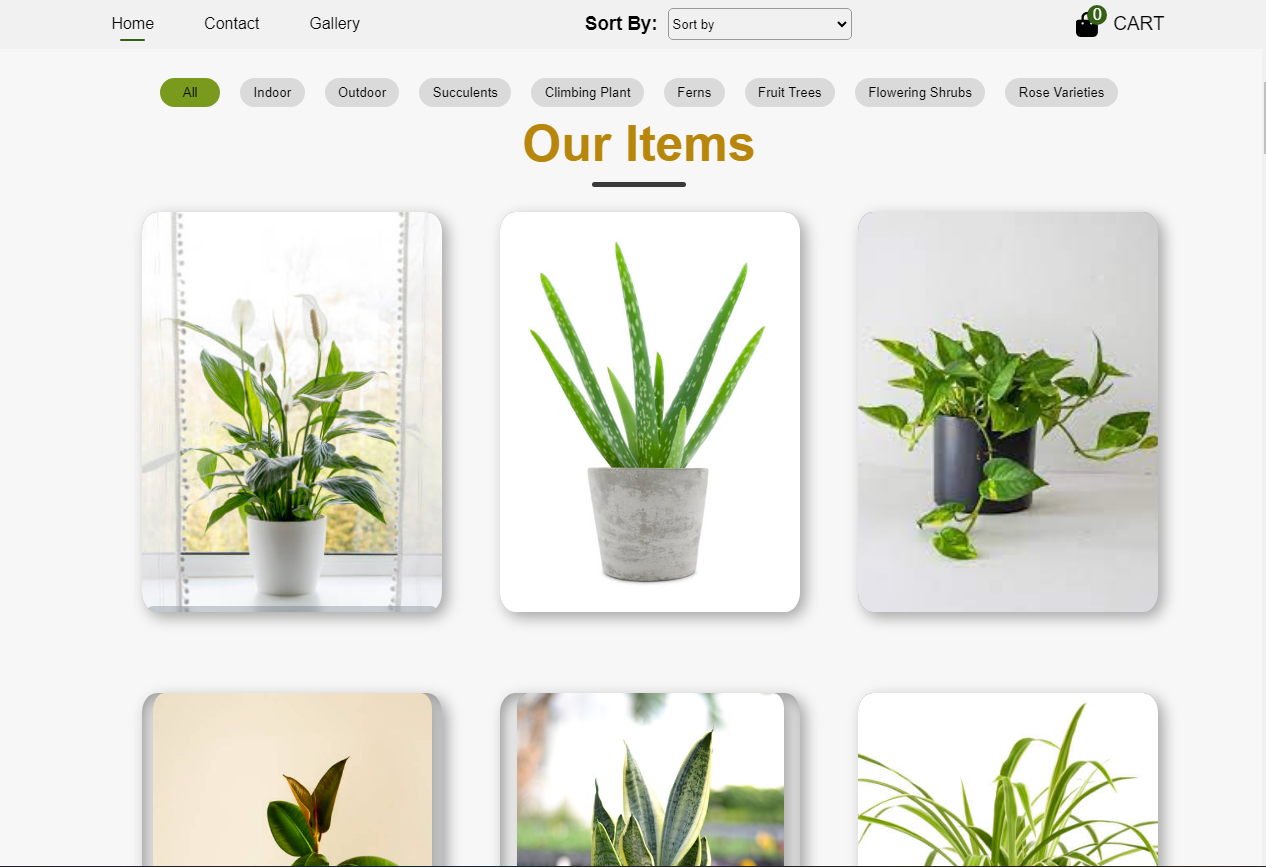 Home Contact Gallery Sort By: Sort by 0 CART
All Indoor Outdoor Succulents Climbing Plant Ferns Fruit Trees Flowering Shrubs Rose Varieties
Our Items